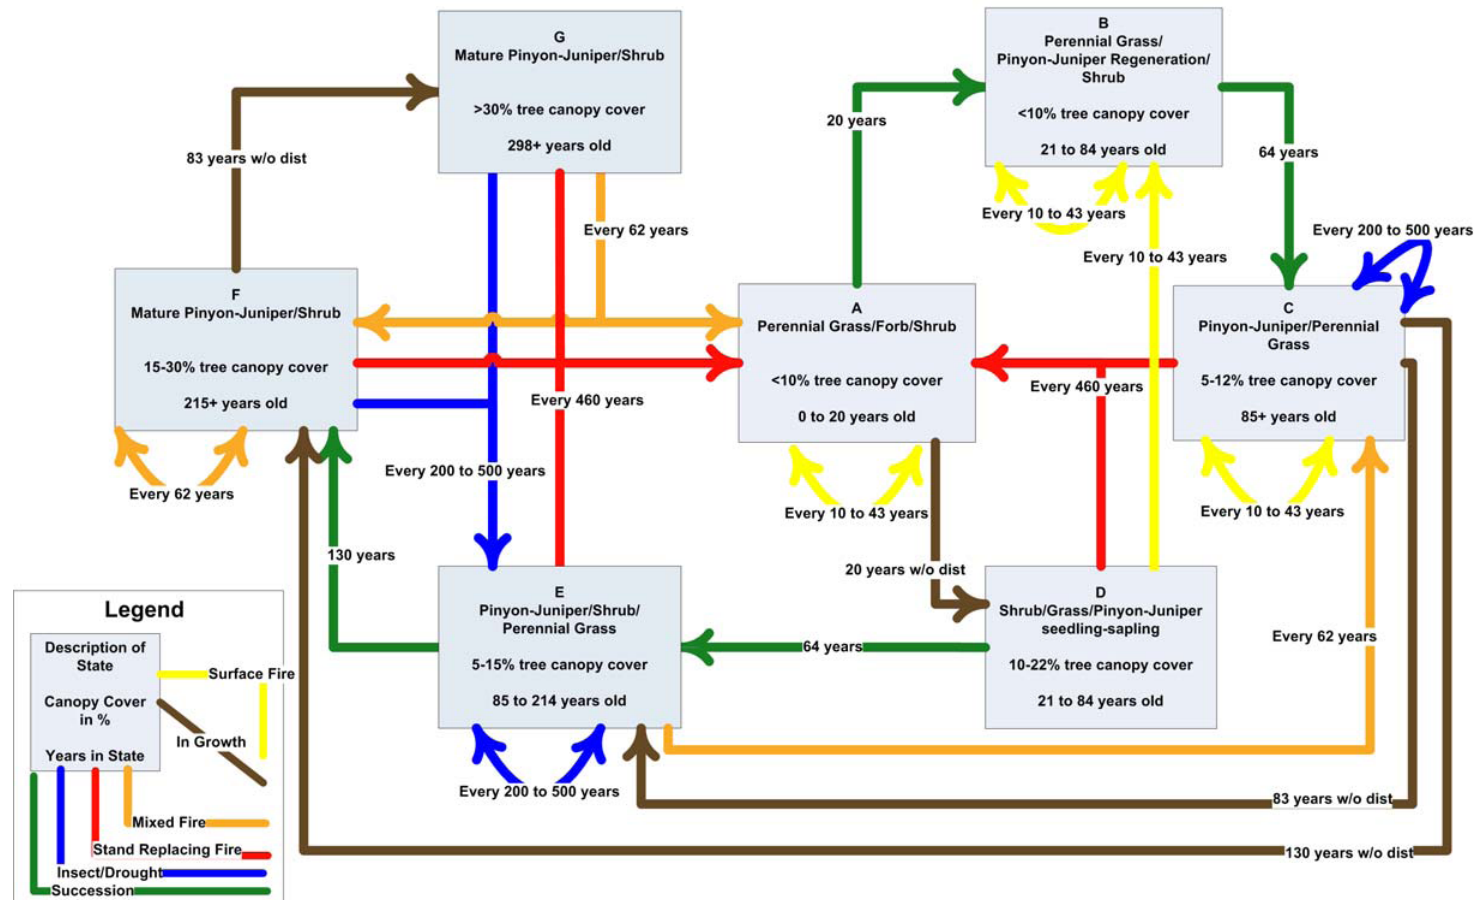 G
Mature Pinyon-Juniper/Shrub
>30% tree canopy cover
298+ years old
B
Perennial Grass/
Pinyon-Juniper Regeneration/
Shrub
<10% tree canopy cover
21 to 84 years old
83 years w/o dist
20 years
64 years
Every 10 to 43 years
Every 62 years
Every 10 to 43 years
Every 200 to 500 years
F
Mature Pinyon-Juniper/Shrub
15-30% tree canopy cover
215+ years old
A
Perennial Grass/Forb/Shrub
<10% tree canopy cover
0 to 20 years old
C
Pinyon-Juniper/Perennial
Grass
5-12% tree canopy cover
85+ years old
Every 460 years
Every 460 years
Every 62 years
Every 200 to 500 years
Every 10 to 43 years
Every 10 to 43 years
130 years
20 years w/o dist
E
Pinyon-Juniper/Shrub/
Perennial Grass
5-15% tree canopy cover
85 to 214 years old
64 years
D
Shrub/Grass/Pinyon-Juniper
seedling-sapling
10-22% tree canopy cover
21 to 84 years old
Every 62 years
Every 200 to 500 years
83 years w/o dist
130 years w/o dist
Legend
Description of
State
Canopy Cover
in %
Years in State
Surface Fire
In Growth
Mixed Fire
Stand Replacing Fire
Insect/Drought
Succession